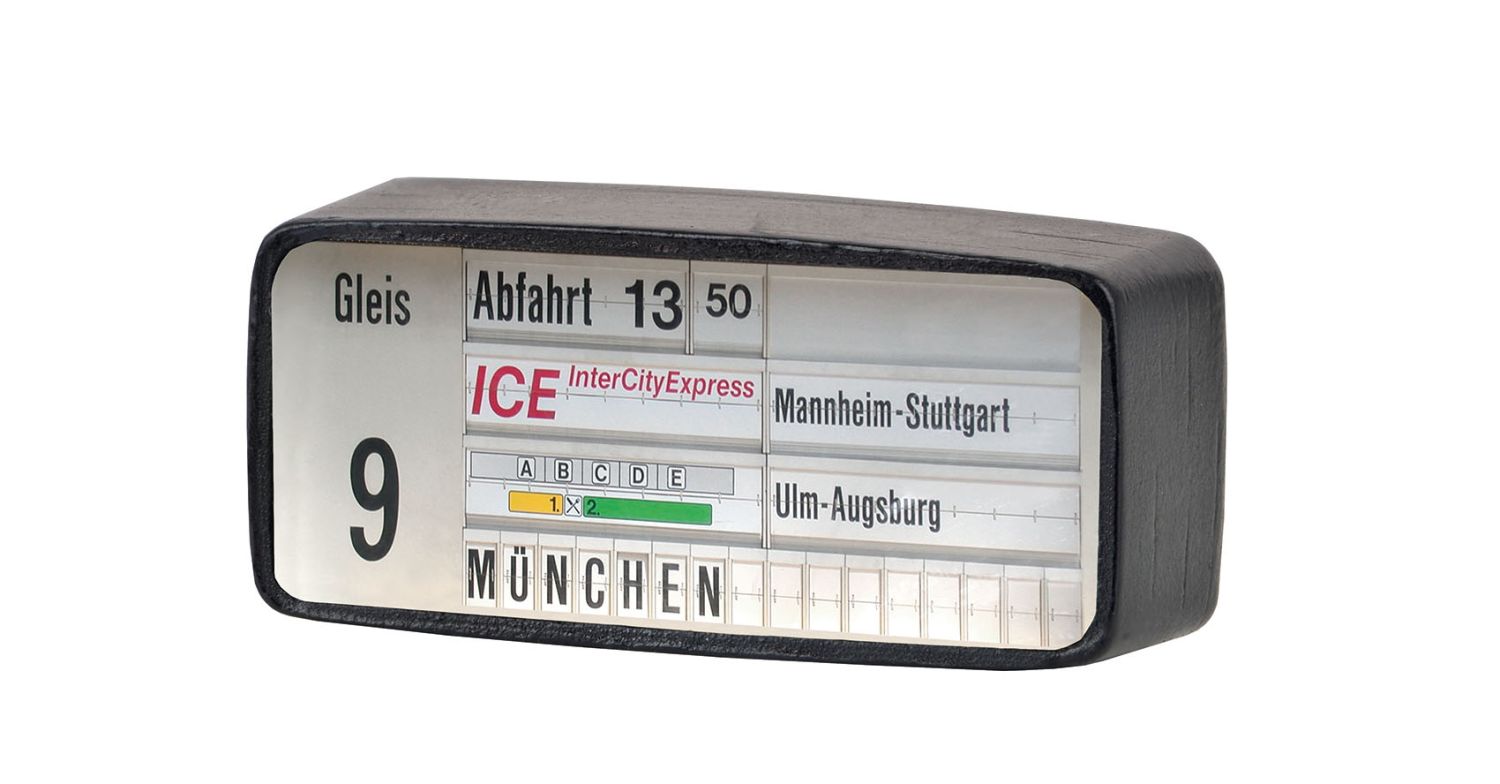 Gleis
9
Abfahrt 13 50
ICE InterCityExpress
Mannheim-Stuttgart
A B C D E
1. 2.
Ulm-Augsburg
MÜNCHEN